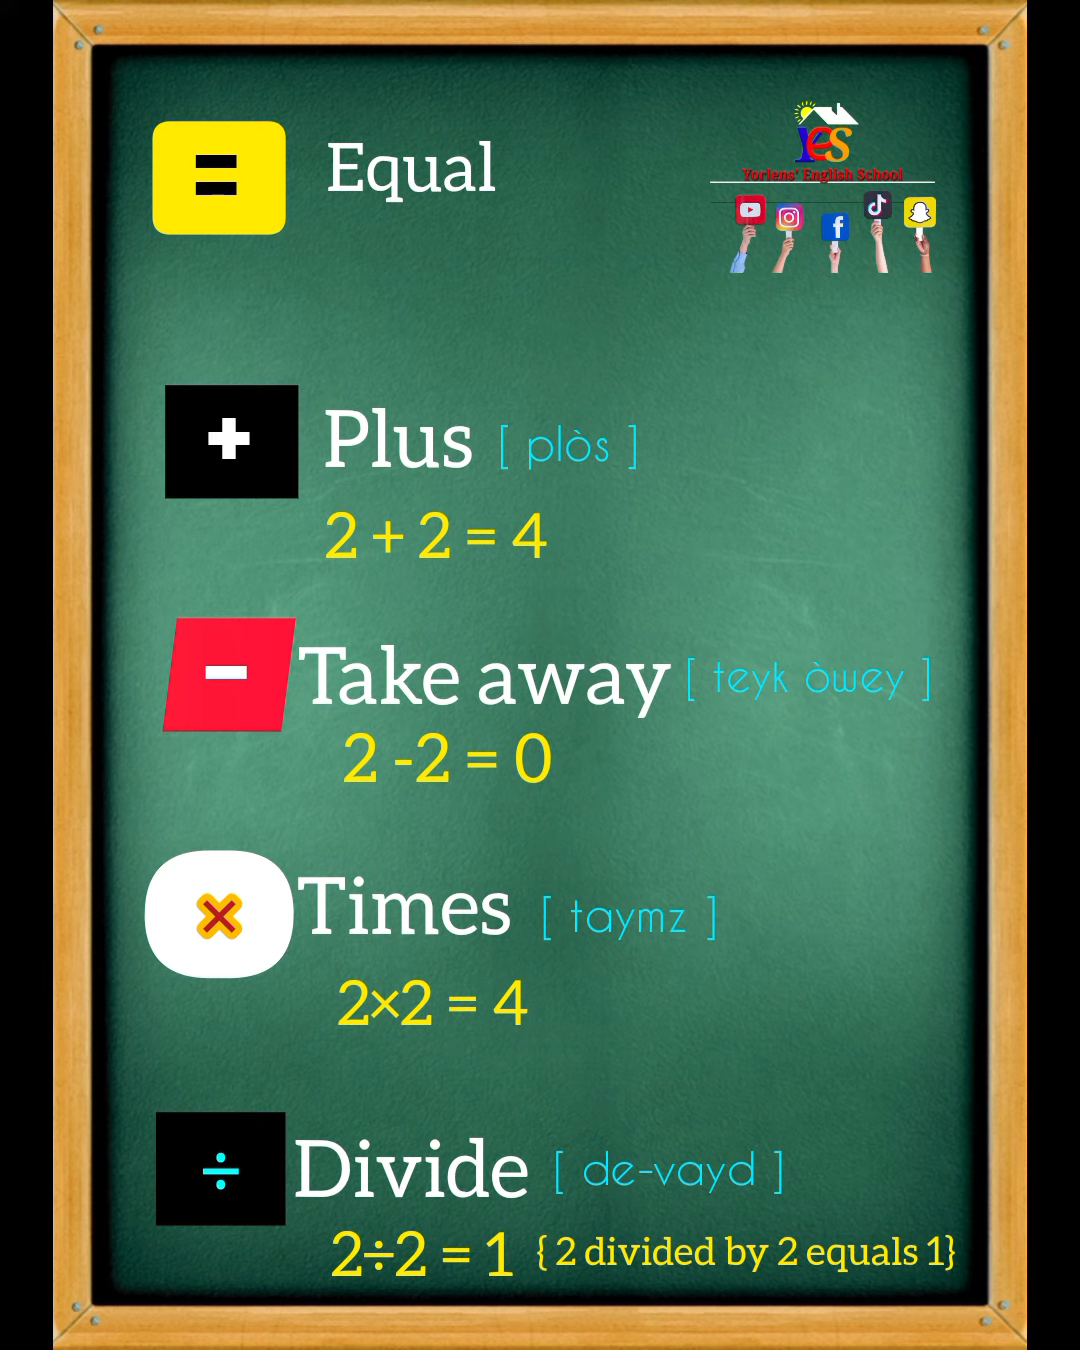 = Equal
Yes
Yorlens' English School
+ Plus [ plòs ]
2 + 2 = 4
- Take away [ teyk òwey ]
2 -2 = 0
× Times [ taymz ]
2×2 = 4
÷ Divide [ de-vayd ]
2÷2 = 1 { 2 divided by 2 equals 1}